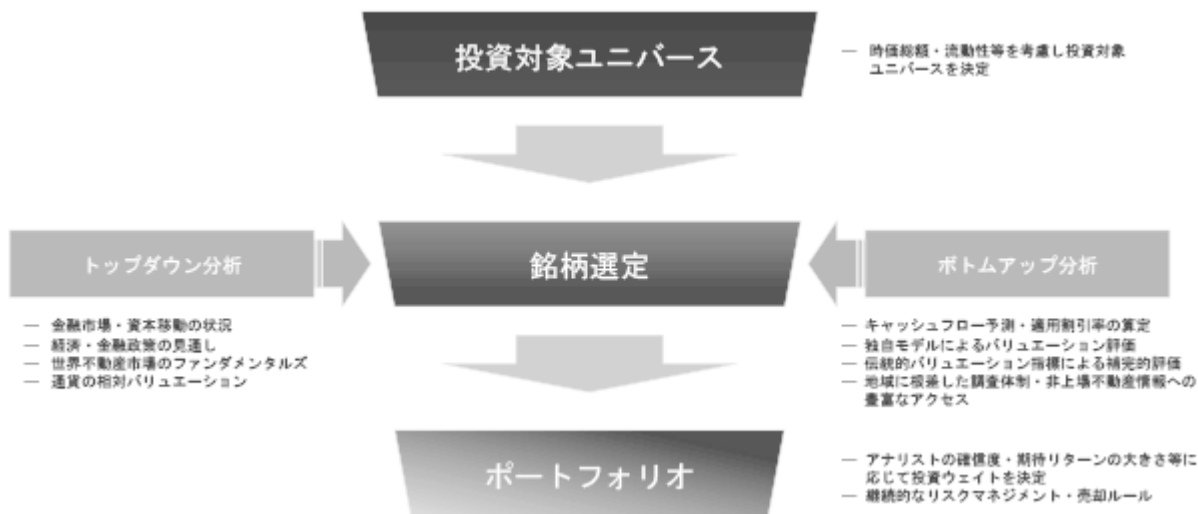 投資対象ユニバース
― 時価総額・流動性等を考慮し投資対象
ユニバースを決定
トップダウン分析
銘柄選定
ボトムアップ分析
― 金融市場・資本移動の状況
― 経済・金融政策の見通し
― 世界不動産市場のファンダメンタルズ
― 通貨の相対バリュエーション
― キャッシュフロー予測・適用割引率の算定
― 独自モデルによるバリュエーション評価
― 伝統的バリュエーション指標による補完的評価
― 地域に根差した調査体制・非上場不動産情報への
豊富なアクセス
ポートフォリオ
― アナリストの確信度・期待リターンの大きさ等に
応じて投資ウェイトを決定
― 継続的なリスクマネジメント・売却ルール